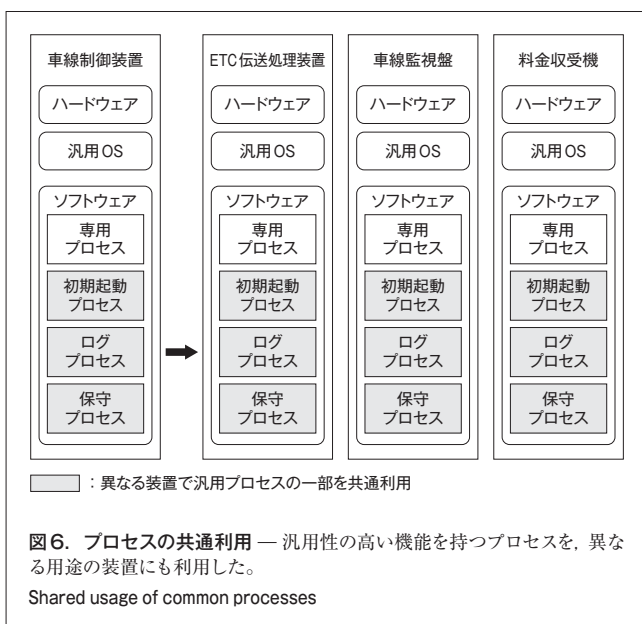 車線制御装置
ハードウェア
汎用OS
ソフトウェア
専用
プロセス
初期起動
プロセス
ログ
プロセス
保守
プロセス
ETC伝送処理装置
ハードウェア
汎用OS
ソフトウェア
専用
プロセス
初期起動
プロセス
ログ
プロセス
保守
プロセス
車線監視盤
ハードウェア
汎用OS
ソフトウェア
専用
プロセス
初期起動
プロセス
ログ
プロセス
保守
プロセス
料金収受機
ハードウェア
汎用OS
ソフトウェア
専用
プロセス
初期起動
プロセス
ログ
プロセス
保守
プロセス
：異なる装置で汎用プロセスの一部を共通利用
図6．プロセスの共通利用 — 汎用性の高い機能を持つプロセスを，異な
る用途の装置にも利用した。
Shared usage of common processes